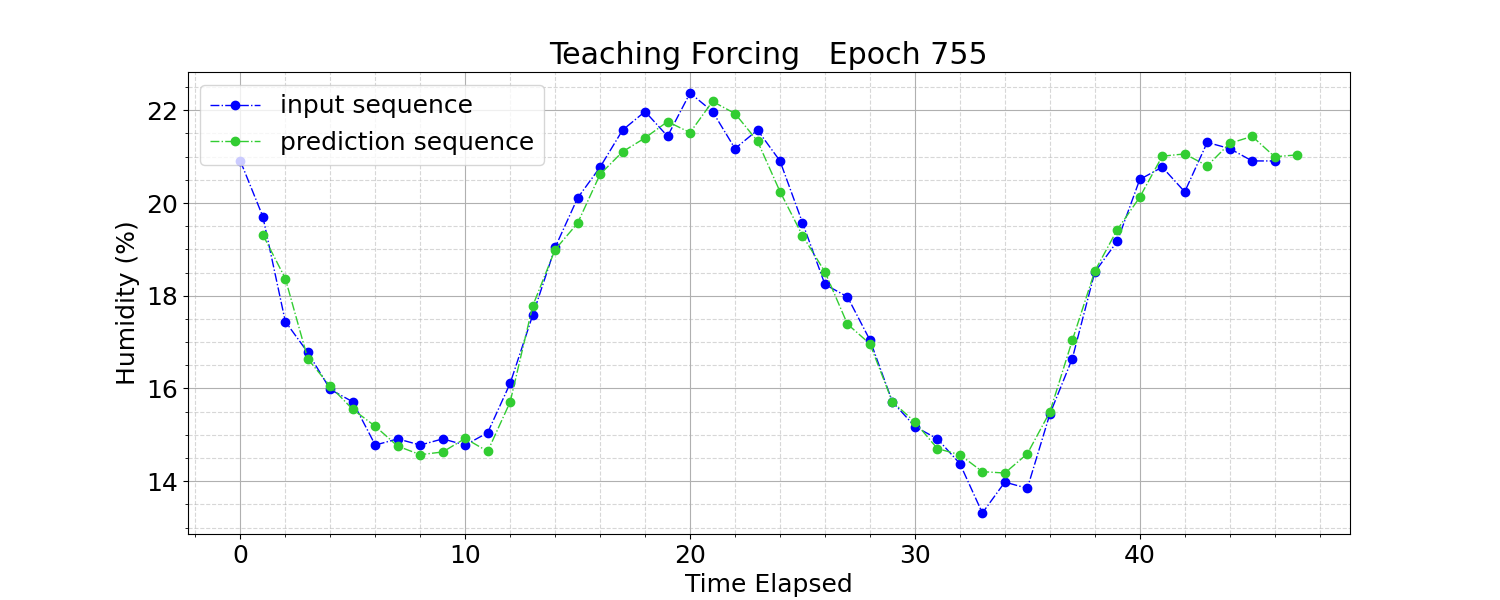 Teaching Forcing   Epoch 755
input sequence
prediction sequence
22
20
18
16
14
Humidity (%)
0 10 20 30 40
Time Elapsed